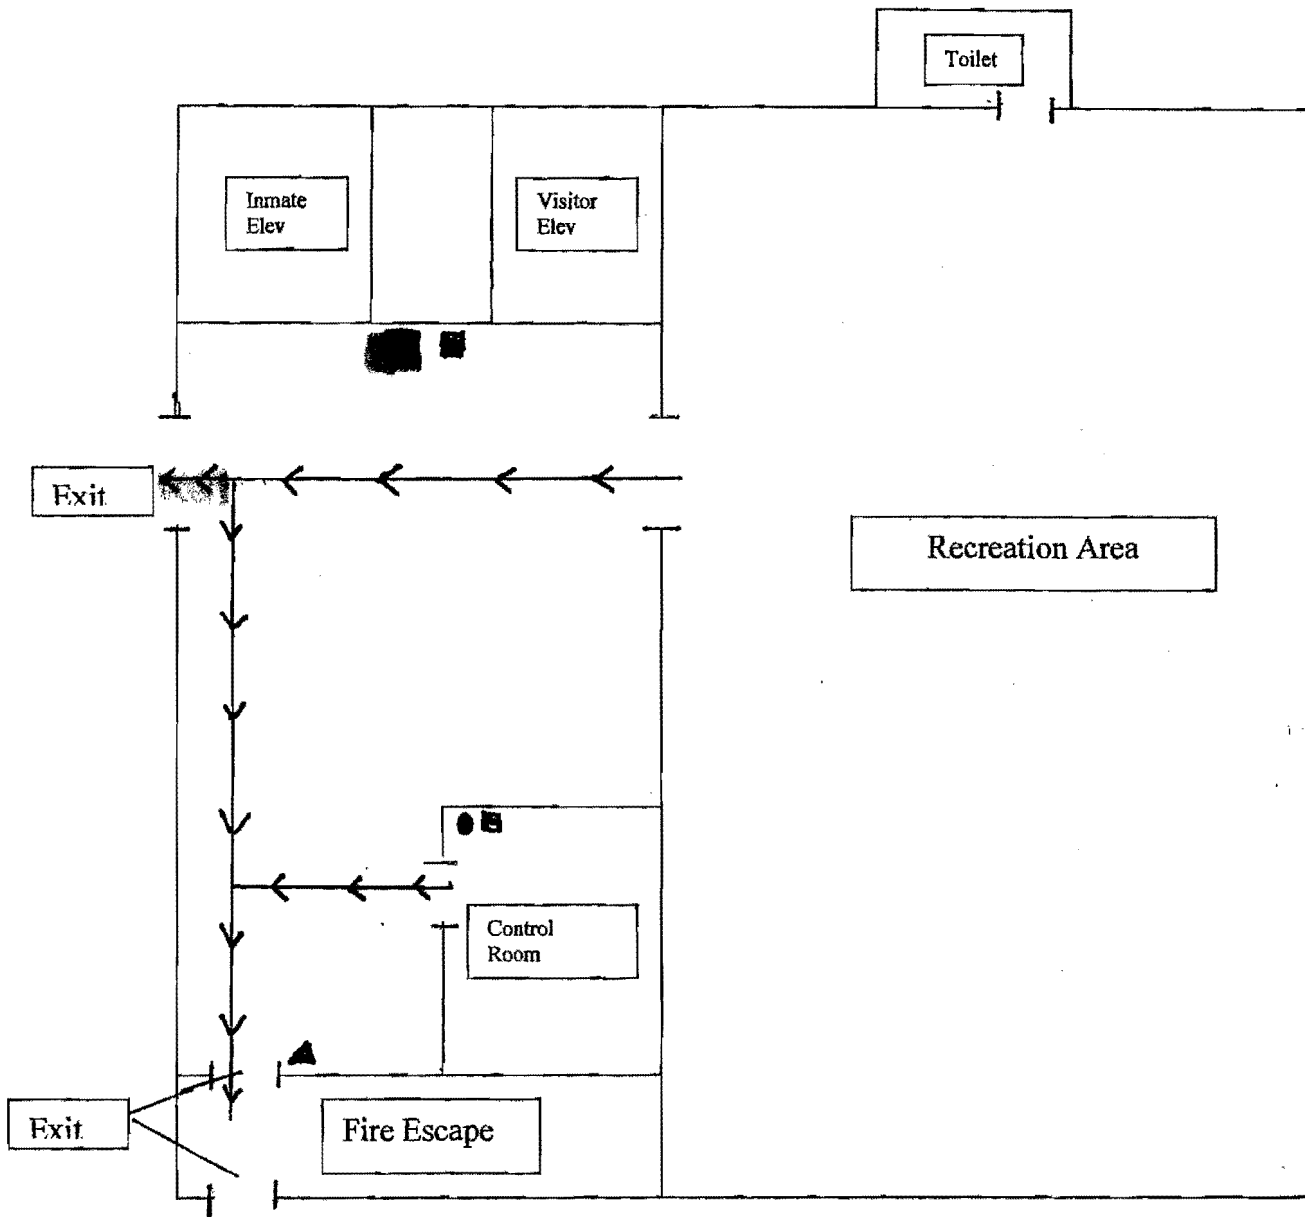 Toilet
Inmate
Elev
Visitor
Elev
Exit
Recreation Area
Control
Room
Exit
Fire Escape